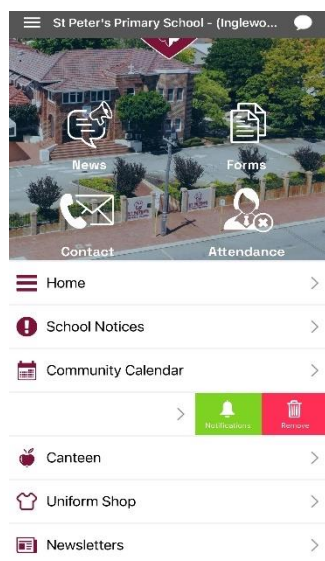 St Peter's Primary School - (Inglewo...
News
Forms
Contact
Attendance
Home
School Notices
Community Calendar
Notifications
Remove
Canteen
Uniform Shop
Newsletters